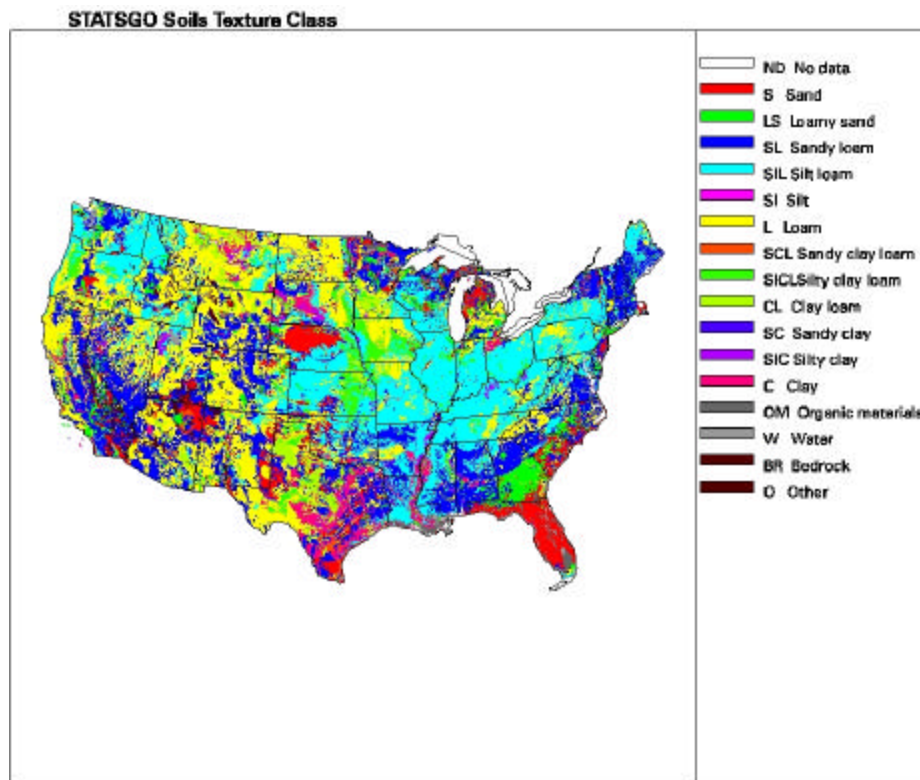 STATSGO Soils Texture Class
ND No data
S Sand
LS Loamy sand
SL Sandy loam
SIL Silt loam
SI Silt
L Loam
SCL Sandy clay loam
SICLSilty clay loam
CL Clay loam
SC Sandy clay
SIC Silty clay
C Clay
OM Organic materials
W Water
BR Bedrock
O Other